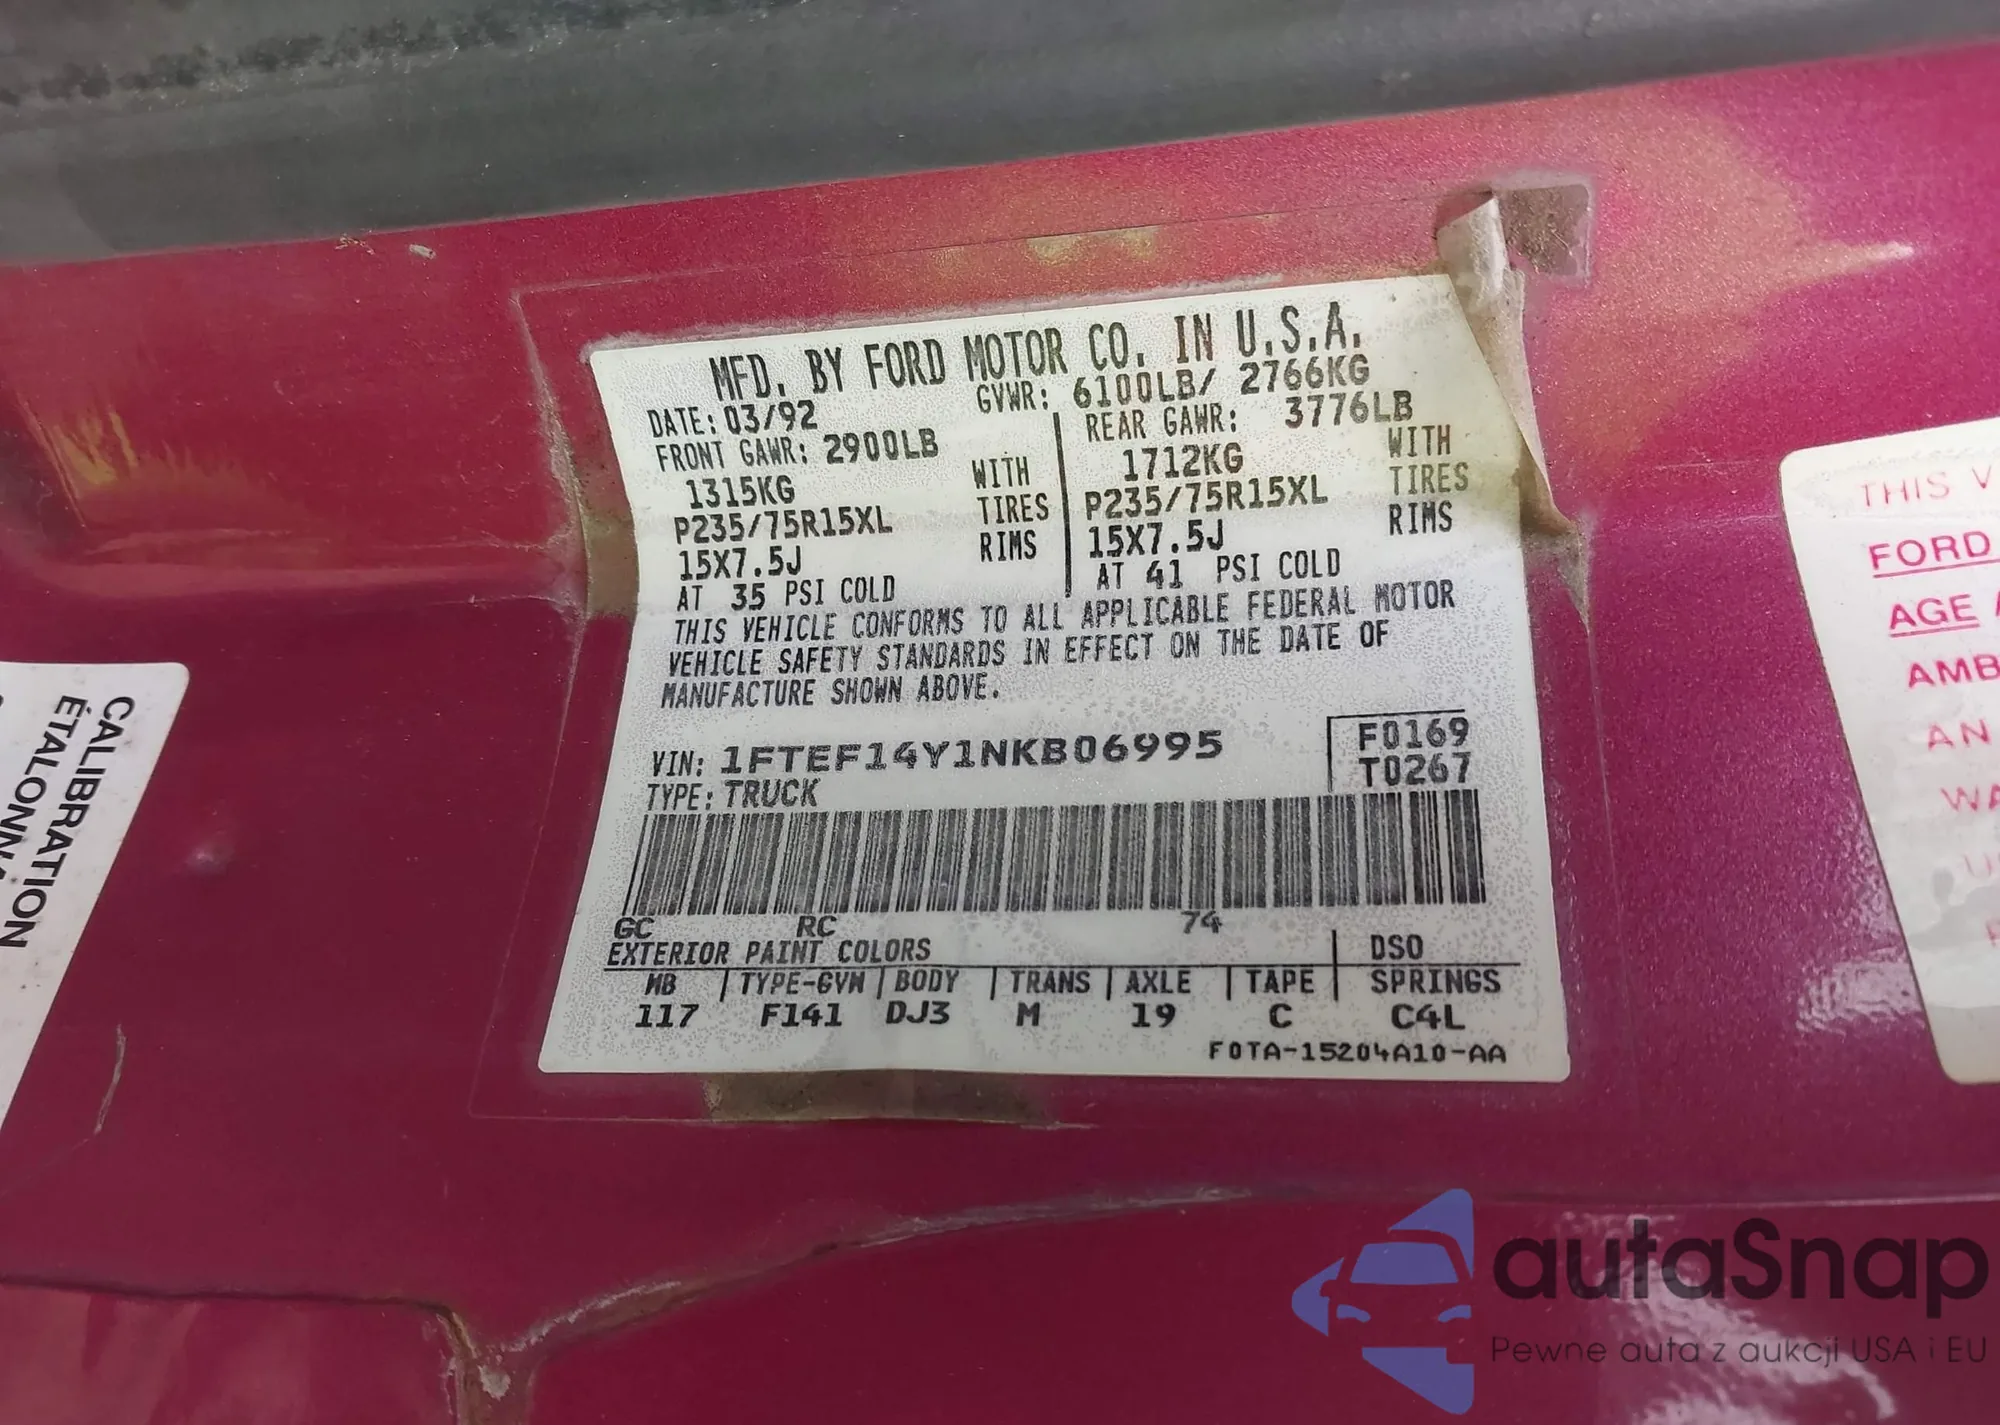 MFD. BY FORD MOTOR CO. IN U.S.A.
DATE: 03/92 GVWR: 6100LB/ 2766KG
FRONT GAWR: 2900LB REAR GAWR: 3776LB
1315KG WITH 1712KG WITH
P235/75R15XL TIRES P235/75R15XL TIRES
15X7.5J RIMS 15X7.5J RIMS
AT 35 PSI COLD AT 41 PSI COLD
THIS VEHICLE CONFORMS TO ALL APPLICABLE FEDERAL MOTOR
VEHICLE SAFETY STANDARDS IN EFFECT ON THE DATE OF
MANUFACTURE SHOWN ABOVE.
VIN: 1FTEF14Y1NKB06995 F0169
TYPE: TRUCK T0267
GC RC 74
EXTERIOR PAINT COLORS DSO
WB TYPE-GVW BODY TRANS AXLE TAPE SPRINGS
117 F141 DJ3 M 19 C C4L
F0TA-15204A10-AA
CALIBRATION
THIS V
FORD
AGE
AMB
AN
WA
autaSnap
Pewne auta z aukcji USA i EU